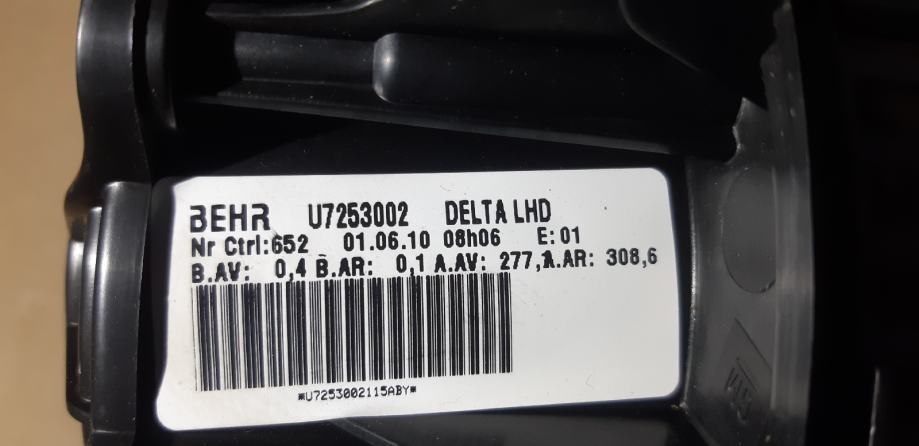 BEHR U7253002 DELTA LHD
Nr Ctrl:652 01.06.10 08h06 E:01
B.AV: 0,4 B.AR: 0,1 A.AV: 277, A.AR: 308,6
*U7253002115ABY*